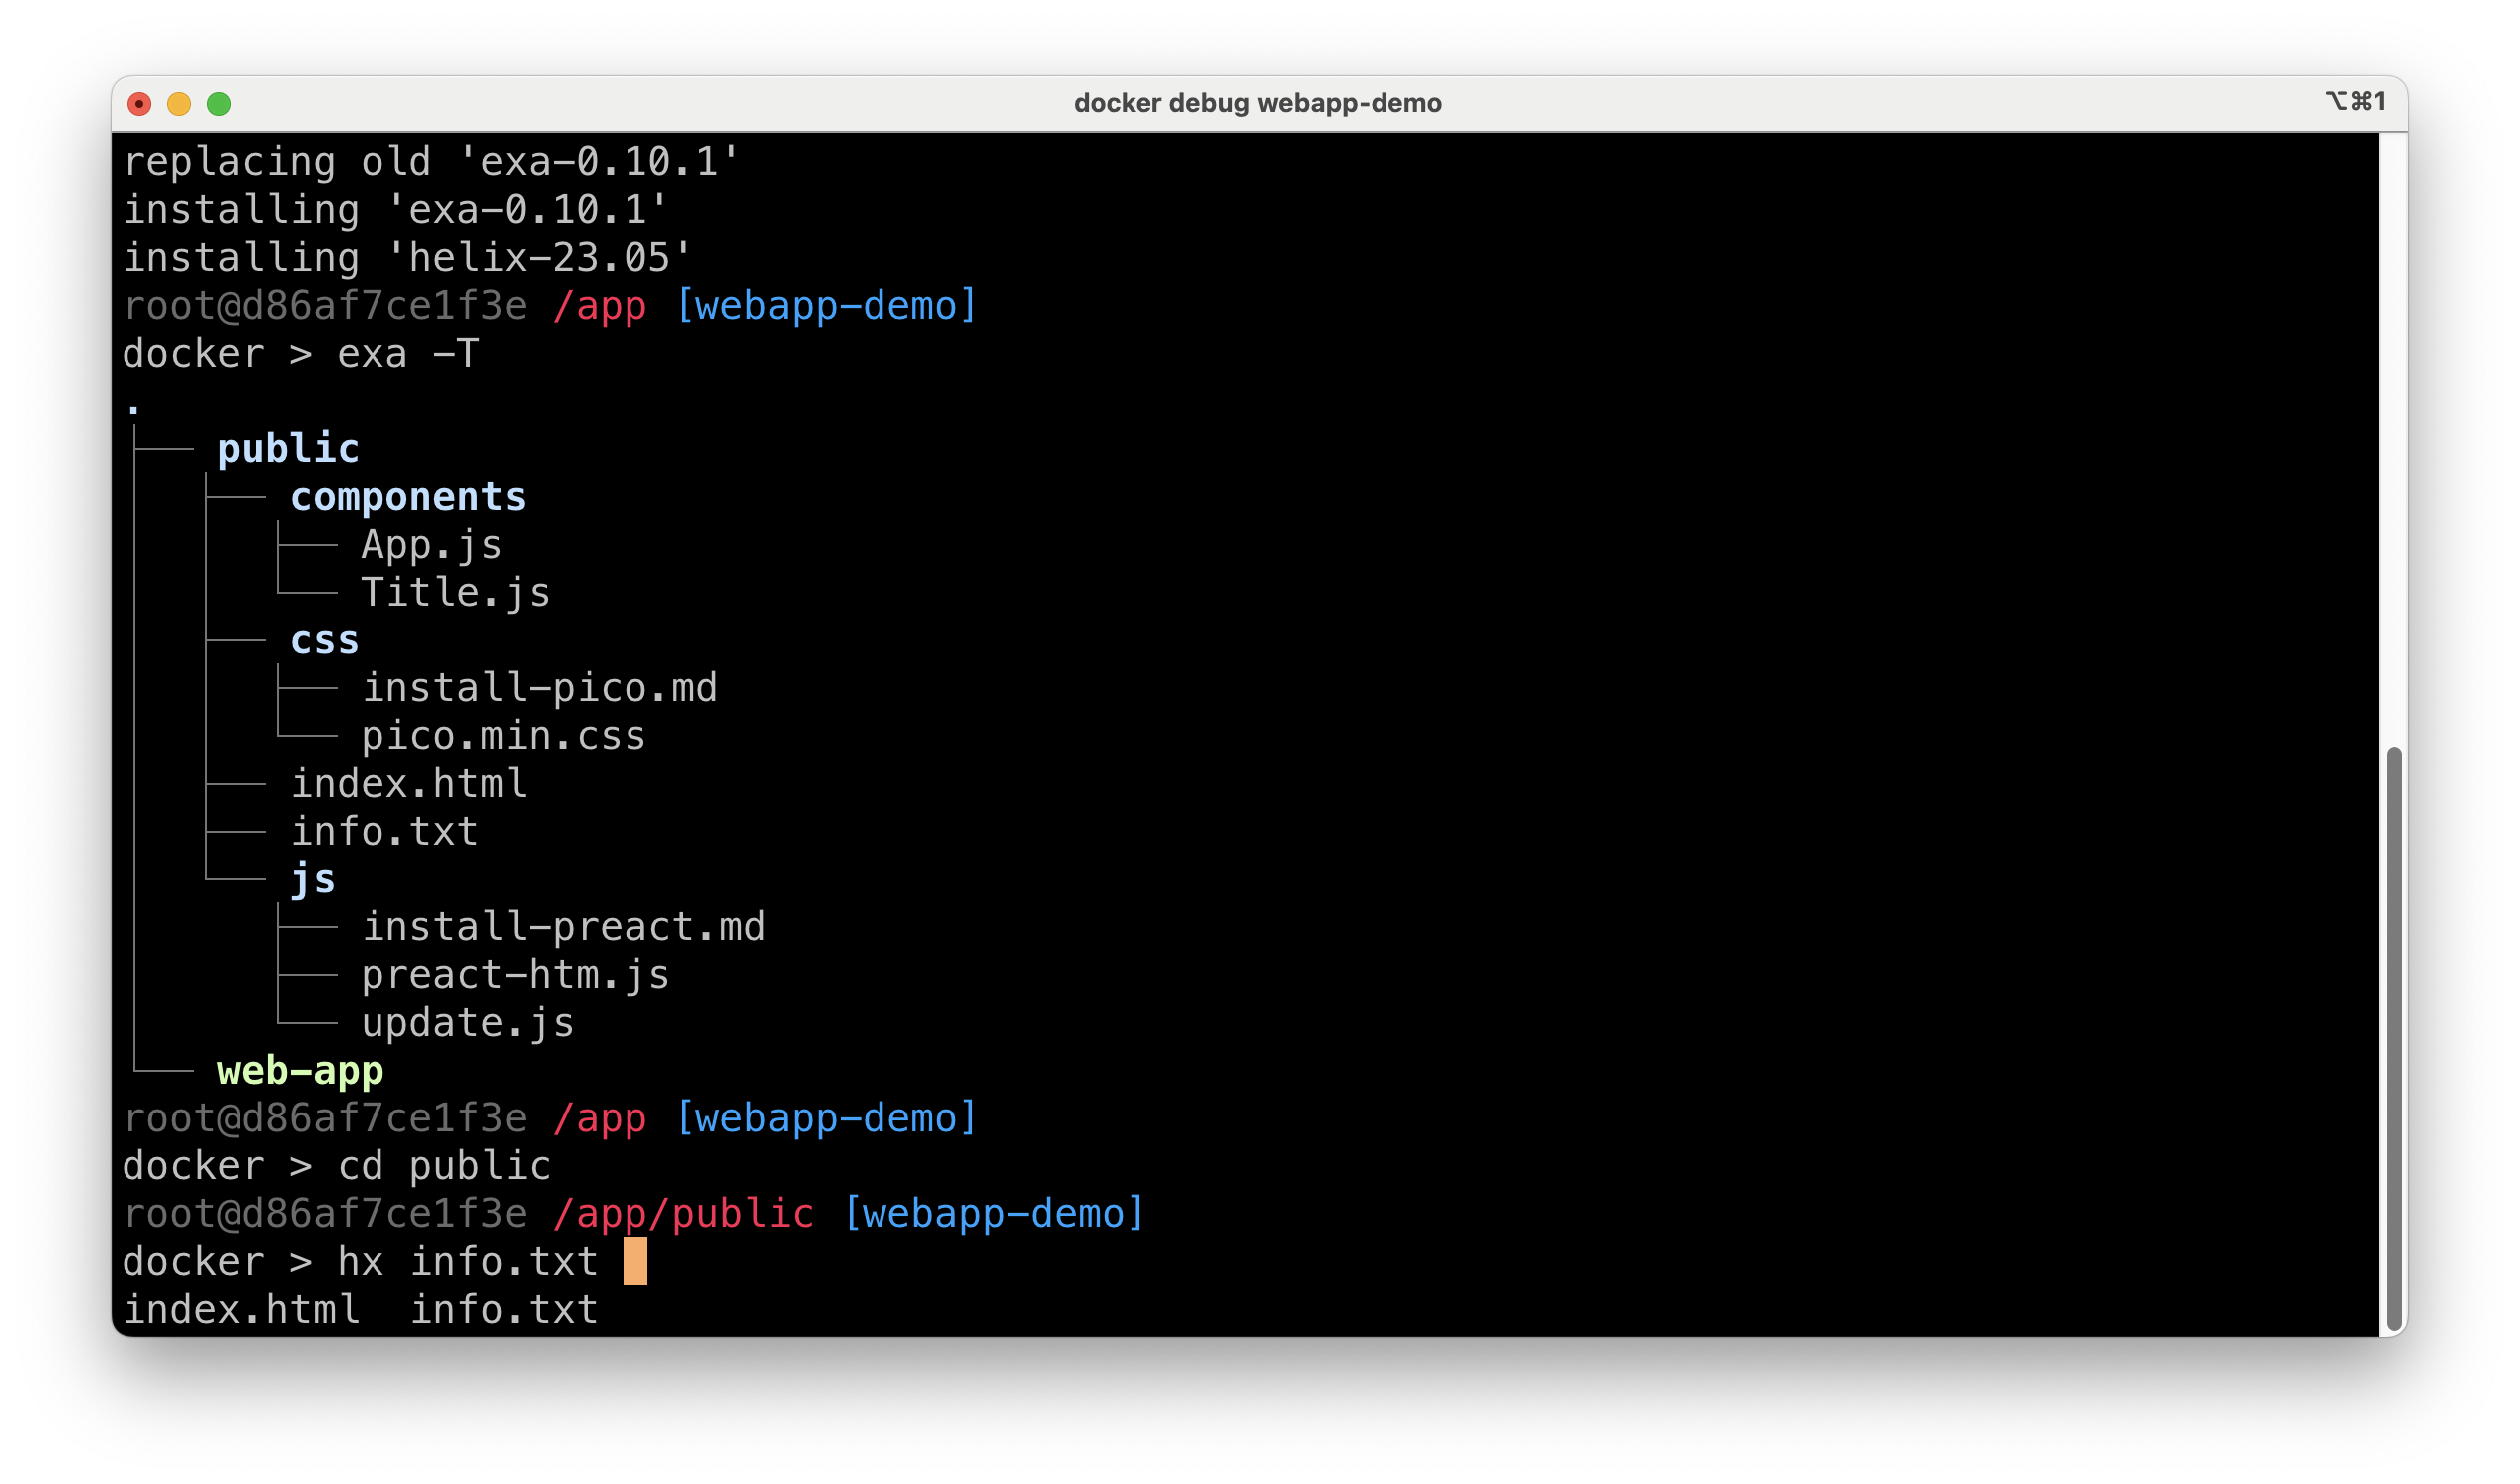 docker debug webapp-demo ⌥⌘1
replacing old 'exa-0.10.1'
installing 'exa-0.10.1'
installing 'helix-23.05'
root@d86af7ce1f3e /app [webapp-demo]
docker > exa -T
.
├── public
│  ├── components
│  │  ├── App.js
│  │  └── Title.js
│  ├── css
│  │  ├── install-pico.md
│  │  └── pico.min.css
│  ├── index.html
│  ├── info.txt
│  └── js
│     ├── install-preact.md
│     ├── preact-htm.js
│     └── update.js
└── web-app
root@d86af7ce1f3e /app [webapp-demo]
docker > cd public
root@d86af7ce1f3e /app/public [webapp-demo]
docker > hx info.txt
index.html  info.txt